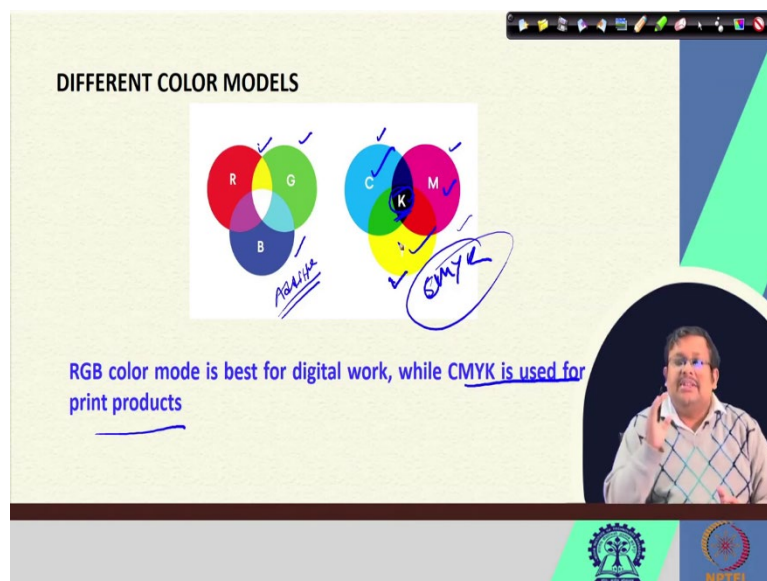 DIFFERENT COLOR MODELS
R G
B
C M
K
Additive
CMYK
RGB color mode is best for digital work, while CMYK is used for
print products
NPTEL